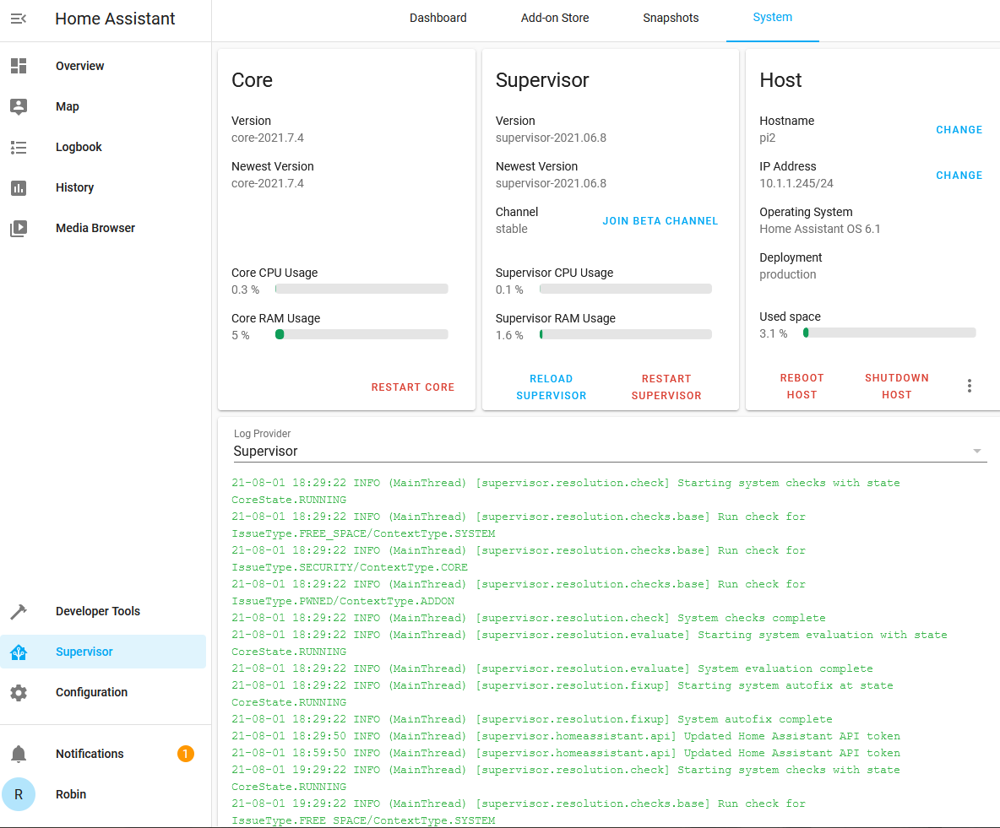 Home Assistant
Overview
Map
Logbook
History
Media Browser
Developer Tools
Supervisor
Configuration
Notifications
1
R
Robin
Dashboard
Add-on Store
Snapshots
System
Core
Version
core-2021.7.4
Newest Version
core-2021.7.4
Core CPU Usage
0.3 %
Core RAM Usage
5 %
RESTART CORE
Supervisor
Version
supervisor-2021.06.8
Newest Version
supervisor-2021.06.8
Channel
stable
JOIN BETA CHANNEL
Supervisor CPU Usage
0.1 %
Supervisor RAM Usage
1.6 %
RELOAD
SUPERVISOR
RESTART
SUPERVISOR
Host
Hostname
pi2
CHANGE
IP Address
10.1.1.245/24
CHANGE
Operating System
Home Assistant OS 6.1
Deployment
production
Used space
3.1 %
REBOOT
HOST
SHUTDOWN
HOST
Log Provider
Supervisor
21-08-01 18:29:22 INFO (MainThread) [supervisor.resolution.check] Starting system checks with state
CoreState.RUNNING
21-08-01 18:29:22 INFO (MainThread) [supervisor.resolution.checks.base] Run check for
IssueType.FREE_SPACE/ContextType.SYSTEM
21-08-01 18:29:22 INFO (MainThread) [supervisor.resolution.checks.base] Run check for
IssueType.SECURITY/ContextType.CORE
21-08-01 18:29:22 INFO (MainThread) [supervisor.resolution.checks.base] Run check for
IssueType.PWNED/ContextType.ADDON
21-08-01 18:29:22 INFO (MainThread) [supervisor.resolution.check] System checks complete
21-08-01 18:29:22 INFO (MainThread) [supervisor.resolution.evaluate] Starting system evaluation with state
CoreState.RUNNING
21-08-01 18:29:22 INFO (MainThread) [supervisor.resolution.evaluate] System evaluation complete
21-08-01 18:29:22 INFO (MainThread) [supervisor.resolution.fixup] Starting system autofix at state
CoreState.RUNNING
21-08-01 18:29:22 INFO (MainThread) [supervisor.resolution.fixup] System autofix complete
21-08-01 18:29:50 INFO (MainThread) [supervisor.homeassistant.api] Updated Home Assistant API token
21-08-01 18:59:50 INFO (MainThread) [supervisor.homeassistant.api] Updated Home Assistant API token
21-08-01 19:29:22 INFO (MainThread) [supervisor.resolution.check] Starting system checks with state
CoreState.RUNNING
21-08-01 19:29:22 INFO (MainThread) [supervisor.resolution.checks.base] Run check for
IssueType.FREE_SPACE/ContextType.SYSTEM